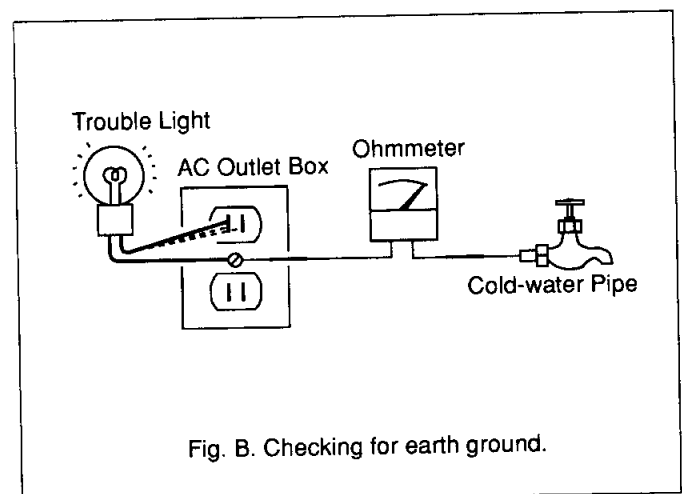 Trouble Light
AC Outlet Box
Ohmmeter
Cold-water Pipe
Fig. B. Checking for earth ground.